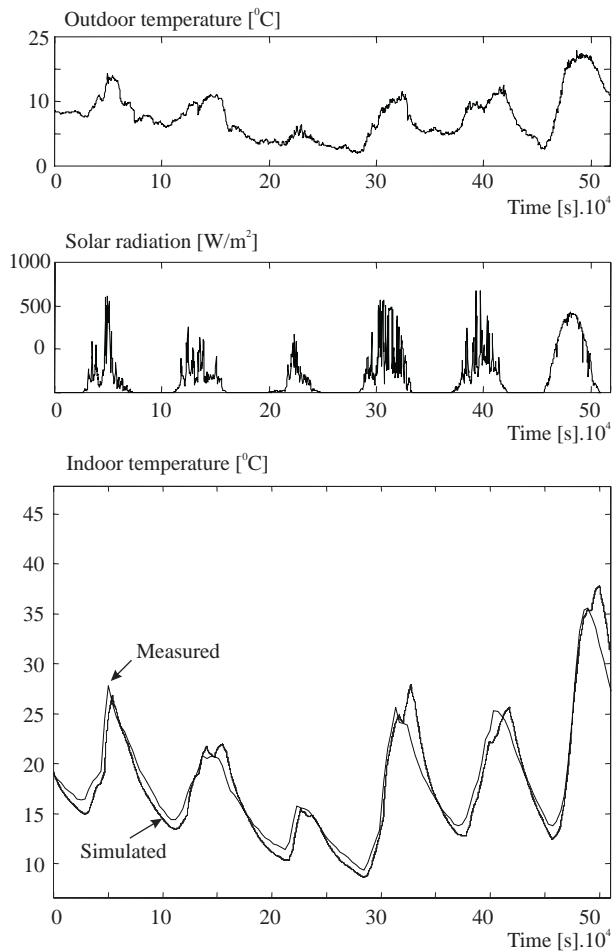 Outdoor temperature [⁰C]
25
10
0
0 10 20 30 40 50
Time [s].10⁴
Solar radiation [W/m²]
1000
500
0
0 10 20 30 40 50
Time [s].10⁴
Indoor temperature [⁰C]
45
40
35
30
Measured
25
20
15
Simulated
10
0 10 20 30 40 50
Time [s].10⁴